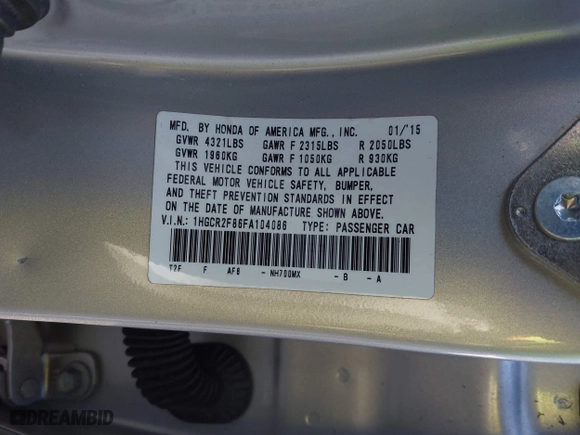 MFD. BY HONDA OF AMERICA MFG., INC. 01/'15
GVWR 4321LBS GAWR F 2315LBS R 2050LBS
GVWR 1960KG GAWR F 1050KG R 930KG
THIS VEHICLE CONFORMS TO ALL APPLICABLE
FEDERAL MOTOR VEHICLE SAFETY, BUMPER,
AND THEFT PREVENTION STANDARDS IN EFFECT
ON THE DATE OF MANUFACTURE SHOWN ABOVE.
V.I.N.: 1HGCR2F86FA104086 TYPE: PASSENGER CAR
T2F F AFB - NH700MX - B - A
DREAMBID